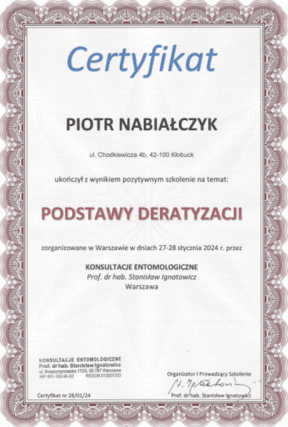 Certyfikat
PIOTR NABIAŁCZYK
ul. Chodkiewicza 4b, 42-100 Kłobuck
ukończył z wynikiem pozytywnym szkolenie na temat:
PODSTAWY DERATYZACJI
zorganizowane w Warszawie w dniach 27-28 stycznia 2024 r. przez
KONSULTACJE ENTOMOLOGICZNE
Prof. dr hab. Stanisław Ignatowicz
Warszawa
KONSULTACJE ENTOMOLOGICZNE
Prof. dr hab. Stanisław Ignatowicz
Organizator i Prowadzący Szkolenie
Certyfikat nr 28/01/24
Prof. dr hab. Stanisław Ignatowicz